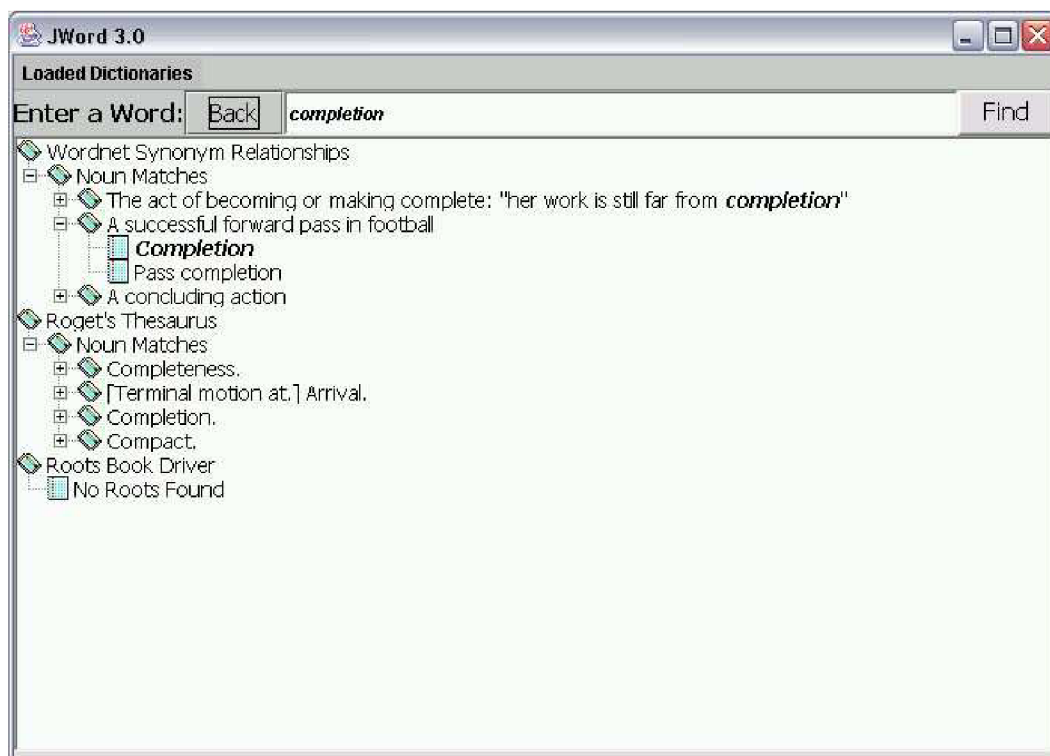 JWord 3.0
Loaded Dictionaries
Enter a Word: Back completion Find
Wordnet Synonym Relationships
Noun Matches
The act of becoming or making complete: "her work is still far from completion"
A successful forward pass in football
Completion
Pass completion
A concluding action
Roget's Thesaurus
Noun Matches
Completeness.
[Terminal motion at.] Arrival.
Completion.
Compact.
Roots Book Driver
No Roots Found